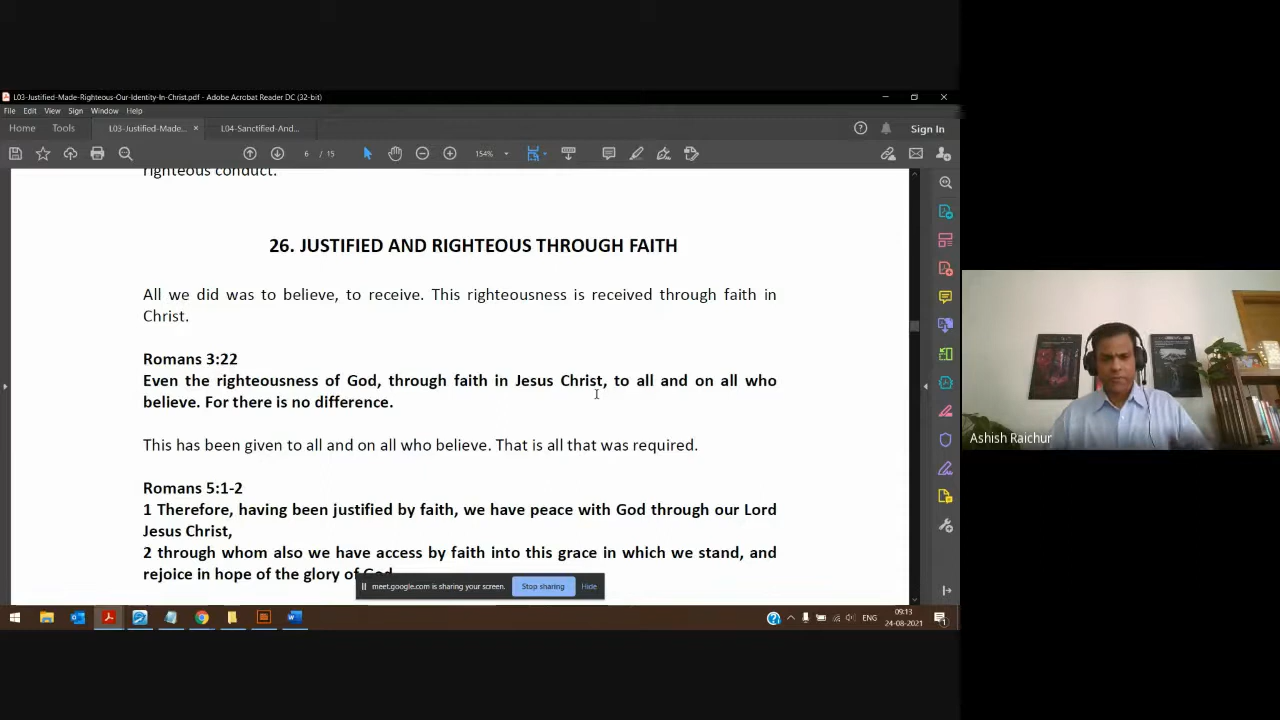 L03-Justified-Made-Righteous-Our-Identity-In-Christ.pdf - Adobe Acrobat Reader DC (32-bit)
File Edit View Sign Window Help
Home Tools L03-Justified-Made... × L04-Sanctified-And... Sign In
6 / 15 154%
righteous conduct.
26. JUSTIFIED AND RIGHTEOUS THROUGH FAITH
All we did was to believe, to receive. This righteousness is received through faith in
Christ.
Romans 3:22
Even the righteousness of God, through faith in Jesus Christ, to all and on all who
believe. For there is no difference.
This has been given to all and on all who believe. That is all that was required.
Romans 5:1-2
1 Therefore, having been justified by faith, we have peace with God through our Lord
Jesus Christ,
2 through whom also we have access by faith into this grace in which we stand, and
rejoice in hope of the glory of God.
meet.google.com is sharing your screen. Stop sharing Hide
Ashish Raichur
ENG
09:13
24-08-2021